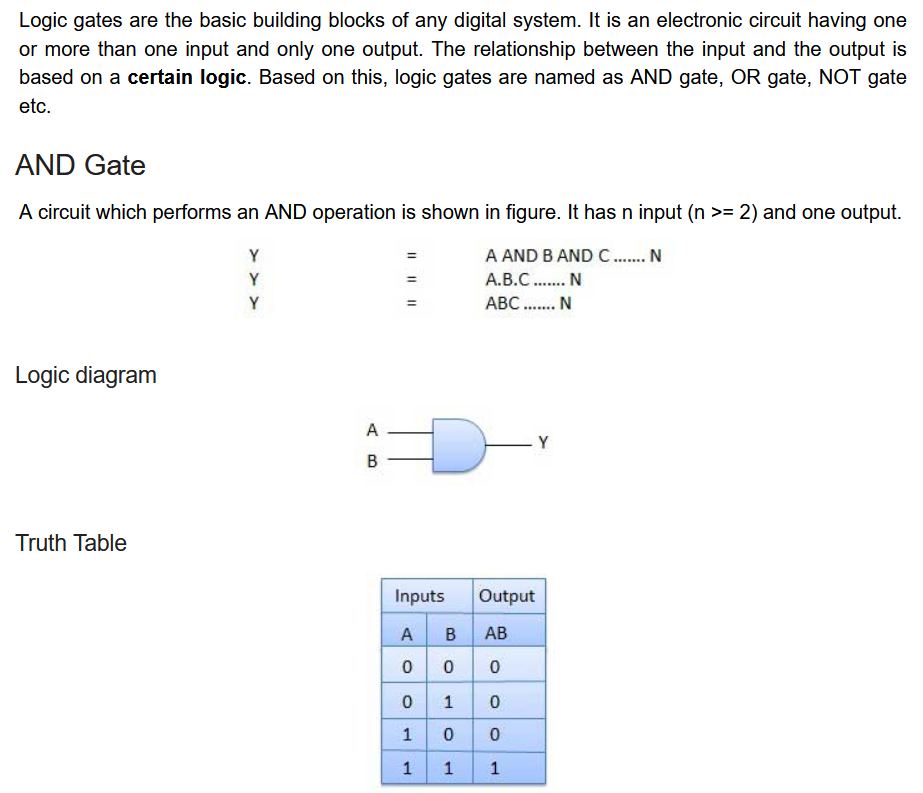 Logic gates are the basic building blocks of any digital system. It is an electronic circuit having one
or more than one input and only one output. The relationship between the input and the output is
based on a certain logic. Based on this, logic gates are named as AND gate, OR gate, NOT gate
etc.
AND Gate
A circuit which performs an AND operation is shown in figure. It has n input (n >= 2) and one output.
Y = A AND B AND C ....... N
Y = A.B.C ....... N
Y = ABC ....... N
Logic diagram
A
Y
B
Truth Table
Inputs Output
A B AB
0 0 0
0 1 0
1 0 0
1 1 1